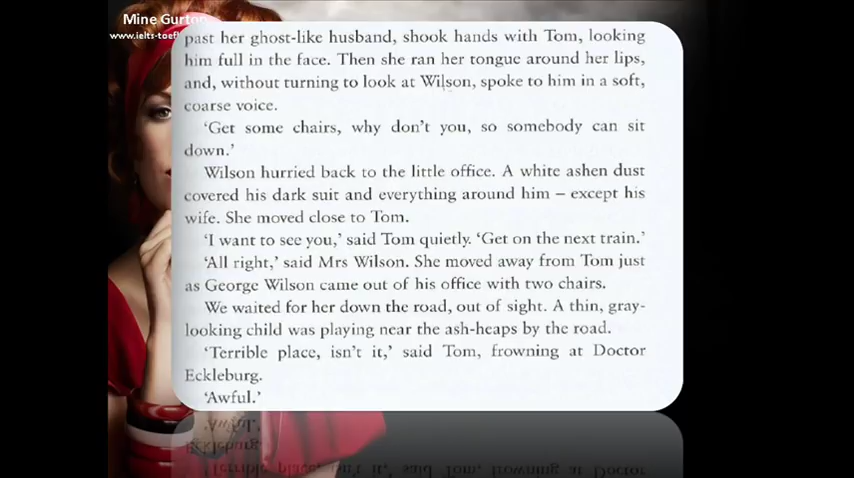 Mine Gurton
www.ielts-toefl
past her ghost-like husband, shook hands with Tom, looking
him full in the face. Then she ran her tongue around her lips,
and, without turning to look at Wilson, spoke to him in a soft,
coarse voice.
‘Get some chairs, why don’t you, so somebody can sit
down.’
Wilson hurried back to the little office. A white ashen dust
covered his dark suit and everything around him – except his
wife. She moved close to Tom.
‘I want to see you,’ said Tom quietly. ‘Get on the next train.’
‘All right,’ said Mrs Wilson. She moved away from Tom just
as George Wilson came out of his office with two chairs.
We waited for her down the road, out of sight. A thin, gray-
looking child was playing near the ash-heaps by the road.
‘Terrible place, isn’t it,’ said Tom, frowning at Doctor
Eckleburg.
‘Awful.’